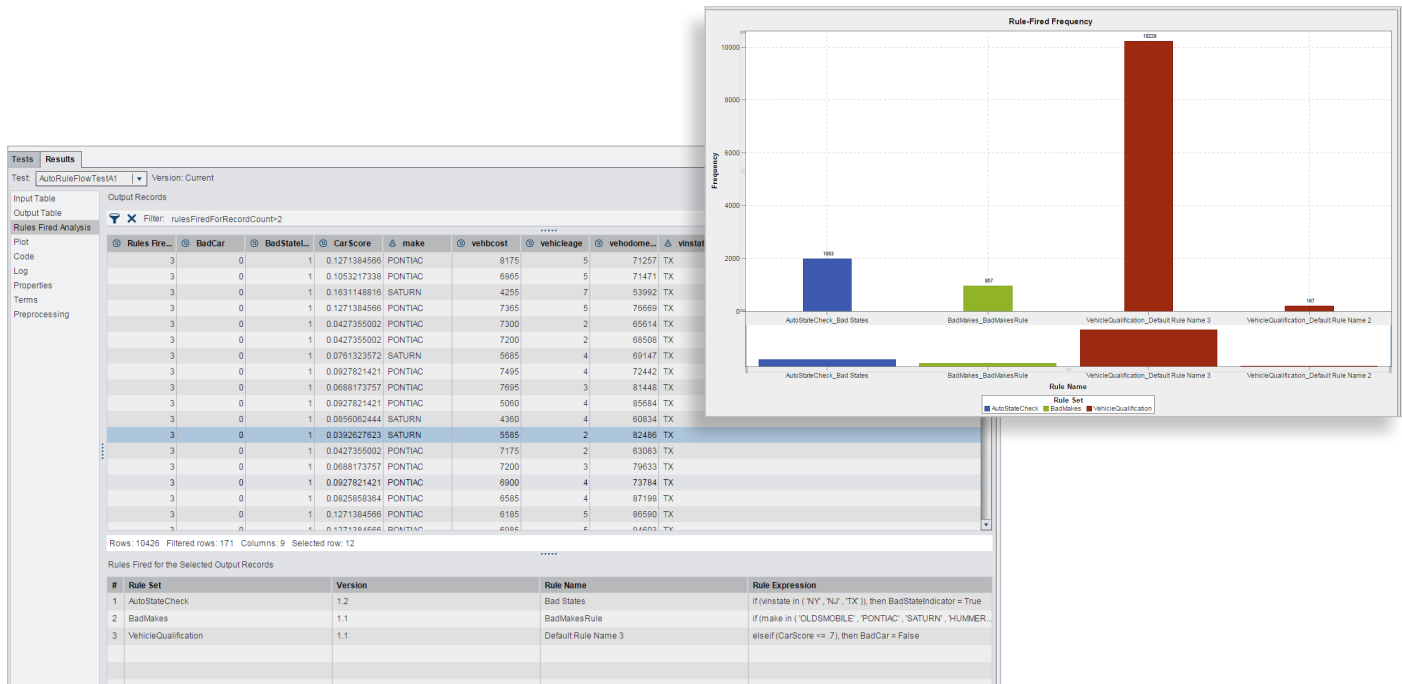 Rule-Fired Frequency
10000
8000
6000
4000
2000
0
Frequency
1983
957
10229
197
AutoStateCheck_Bad States
BadMakes_BadMakesRule
VehicleQualification_Default Rule Name 3
VehicleQualification_Default Rule Name 2
AutoStateCheck_Bad States
BadMakes_BadMakesRule
VehicleQualification_Default Rule Name 3
VehicleQualification_Default Rule Name 2
Rule Name
Rule Set
AutoStateCheck BadMakes VehicleQualification
Tests Results
Test: AutoRuleFlowTestA1 Version: Current
Input Table
Output Table
Rules Fired Analysis
Plot
Code
Log
Properties
Terms
Preprocessing
Output Records
Filter: rulesFiredForRecordCount>2
Rules Fire... BadCar BadStateI... CarScore make vehbcost vehicleage vehodome... vinstat
3 0 1 0.1271384566 PONTIAC 8175 5 71257 TX
3 0 1 0.1053217338 PONTIAC 6865 5 71471 TX
3 0 1 0.1631148816 SATURN 4255 7 53992 TX
3 0 1 0.1271384566 PONTIAC 7365 5 76669 TX
3 0 1 0.0427355002 PONTIAC 7300 2 65614 TX
3 0 1 0.0427355002 PONTIAC 7200 2 68508 TX
3 0 1 0.0761323572 SATURN 5685 4 69147 TX
3 0 1 0.0927821421 PONTIAC 7495 4 72442 TX
3 0 1 0.0688173757 PONTIAC 7695 3 81448 TX
3 0 1 0.0927821421 PONTIAC 5060 4 85684 TX
3 0 1 0.0856062444 SATURN 4360 4 60834 TX
3 0 1 0.0392627623 SATURN 5585 2 82486 TX
3 0 1 0.0427355002 PONTIAC 7175 2 63083 TX
3 0 1 0.0688173757 PONTIAC 7200 3 79633 TX
3 0 1 0.0927821421 PONTIAC 6900 4 73784 TX
3 0 1 0.0825858364 PONTIAC 6585 4 87198 TX
3 0 1 0.1271384566 PONTIAC 6185 5 86590 TX
3 0 1 0.1271384566 PONTIAC 6985 5 94603 TX
Rows: 10426 Filtered rows: 171 Columns: 9 Selected row: 12
Rules Fired for the Selected Output Records
# Rule Set Version Rule Name Rule Expression
1 AutoStateCheck 1.2 Bad States if (vinstate in ( 'NY' , 'NJ' , 'TX' )), then BadStateIndicator = True
2 BadMakes 1.1 BadMakesRule if (make in ( 'OLDSMOBILE' , 'PONTIAC' , 'SATURN' , 'HUMMER...
3 VehicleQualification 1.1 Default Rule Name 3 elseif (CarScore <= .7), then BadCar = False